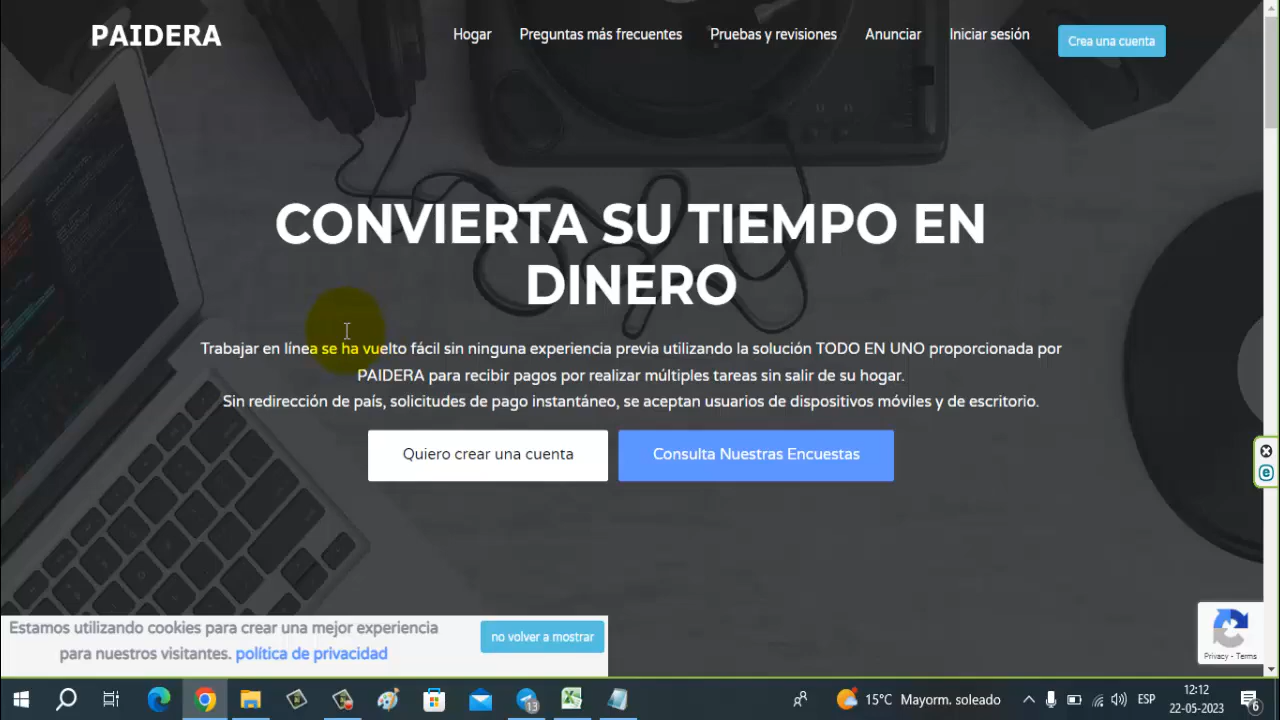 PAIDERA
Hogar
Preguntas más frecuentes
Pruebas y revisiones
Anunciar
Iniciar sesión
Crea una cuenta
CONVIERTA SU TIEMPO EN
DINERO
Trabajar en línea se ha vuelto fácil sin ninguna experiencia previa utilizando la solución TODO EN UNO proporcionada por
PAIDERA para recibir pagos por realizar múltiples tareas sin salir de su hogar.
Sin redirección de país, solicitudes de pago instantáneo, se aceptan usuarios de dispositivos móviles y de escritorio.
Quiero crear una cuenta
Consulta Nuestras Encuestas
Estamos utilizando cookies para crear una mejor experiencia
para nuestros visitantes. política de privacidad
no volver a mostrar
Privacy - Terms
13
15°C Mayorm. soleado
ESP
12:12
22-05-2023
6